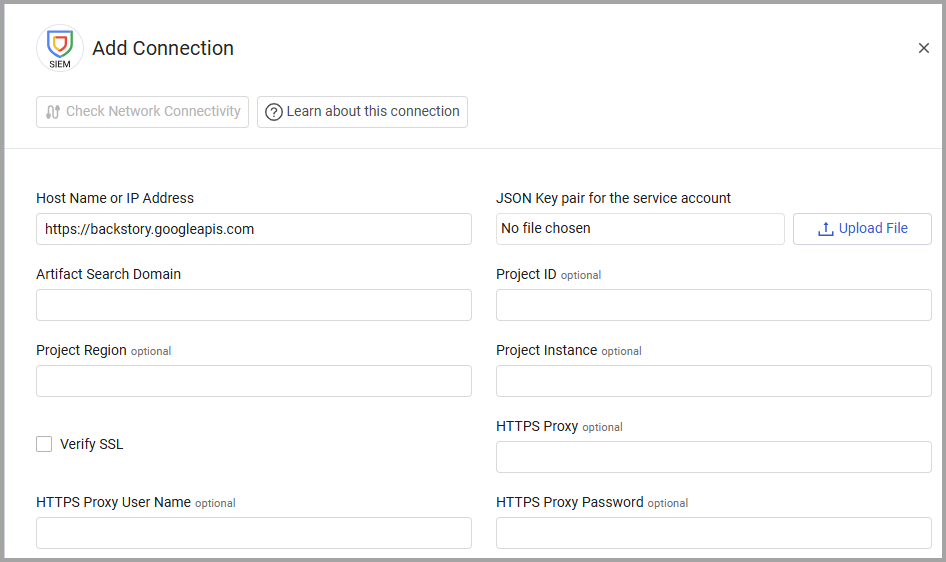 SIEM
Add Connection
Check Network Connectivity
Learn about this connection
Host Name or IP Address
https://backstory.googleapis.com
JSON Key pair for the service account
No file chosen
Upload File
Artifact Search Domain
Project ID optional
Project Region optional
Project Instance optional
Verify SSL
HTTPS Proxy optional
HTTPS Proxy User Name optional
HTTPS Proxy Password optional